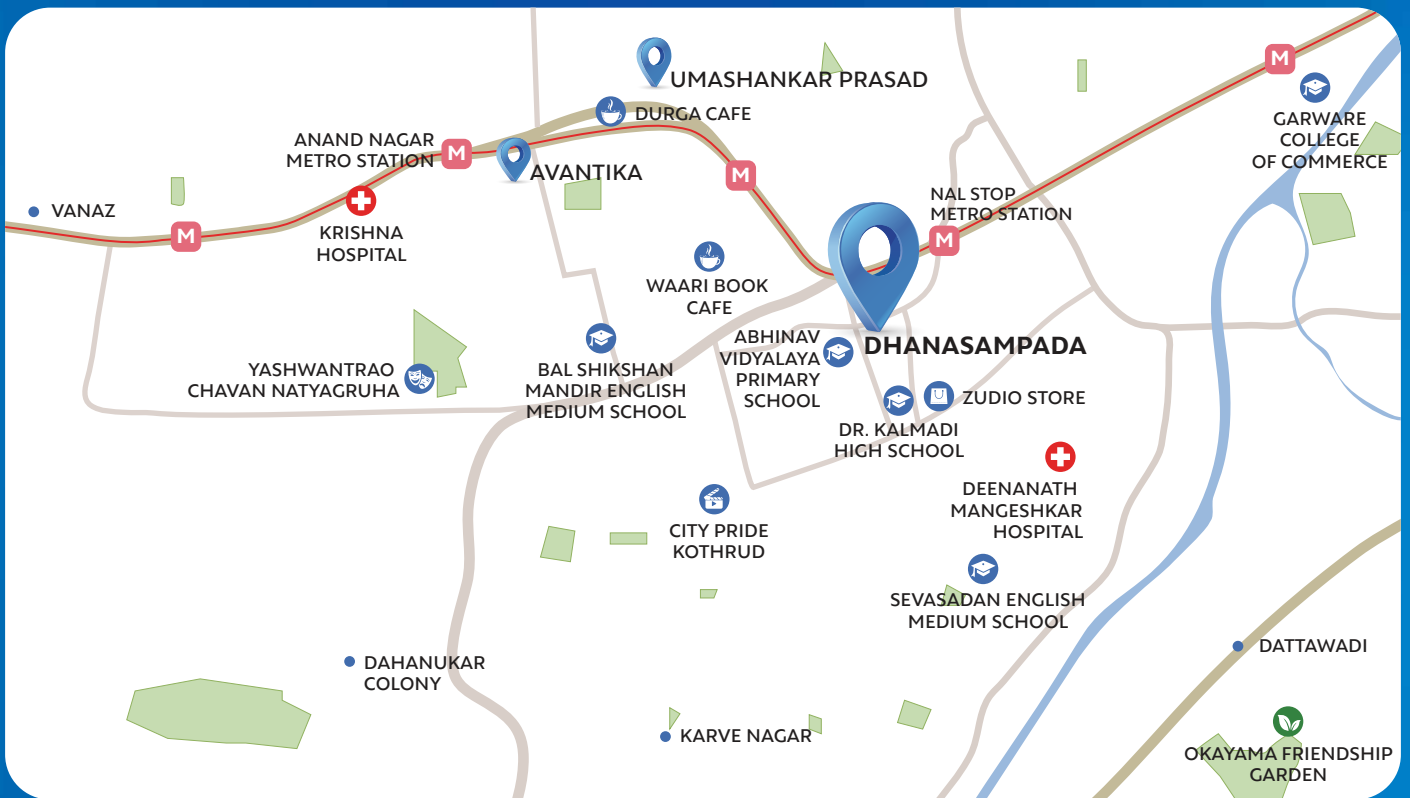 UMASHANKAR PRASAD
M
DURGA CAFE
GARWARE
COLLEGE
OF COMMERCE
ANAND NAGAR
METRO STATION
M
AVANTIKA
M
NAL STOP
METRO STATION
VANAZ
M
KRISHNA
HOSPITAL
M
WAARI BOOK
CAFE
ABHINAV
VIDYALAYA
PRIMARY
SCHOOL
DHANASAMPADA
YASHWANTRAO
CHAVAN NATYAGRUHA
BAL SHIKSHAN
MANDIR ENGLISH
MEDIUM SCHOOL
ZUDIO STORE
DR. KALMADI
HIGH SCHOOL
DEENANATH
MANGESHKAR
HOSPITAL
CITY PRIDE
KOTHRUD
SEVASADAN ENGLISH
MEDIUM SCHOOL
DATTAWADI
DAHANUKAR
COLONY
KARVE NAGAR
OKAYAMA FRIENDSHIP
GARDEN